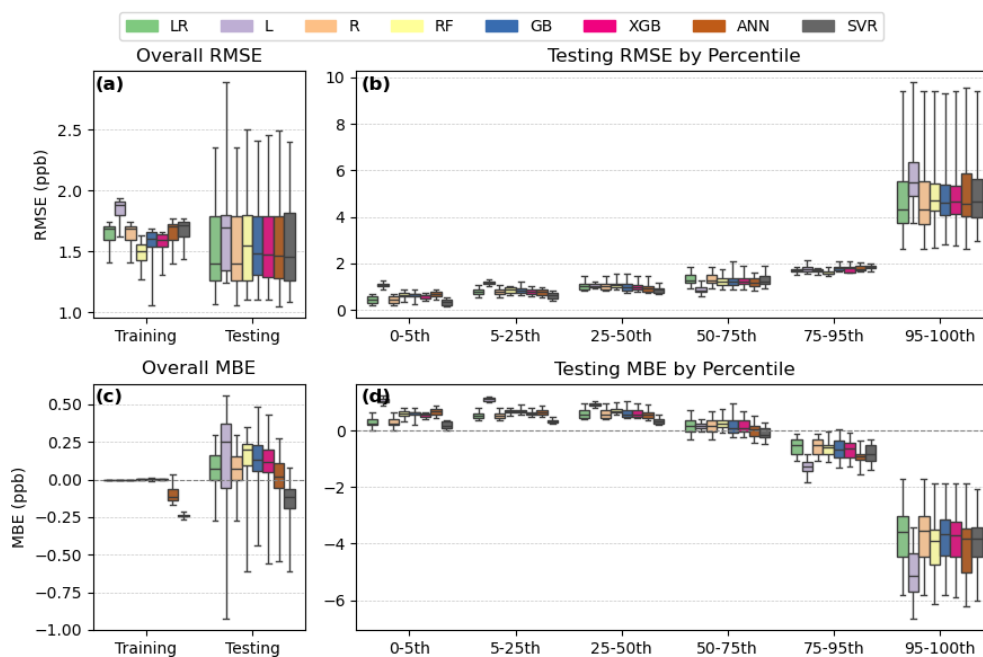 LR L R RF GB XGB ANN SVR
Overall RMSE
(a)
RMSE (ppb)
2.5
2.0
1.5
1.0
Training Testing
Testing RMSE by Percentile
(b)
10
8
6
4
2
0
0-5th 5-25th 25-50th 50-75th 75-95th 95-100th
Overall MBE
(c)
MBE (ppb)
0.50
0.25
0.00
−0.25
−0.50
−0.75
−1.00
Training Testing
Testing MBE by Percentile
(d)
0
−2
−4
−6
0-5th 5-25th 25-50th 50-75th 75-95th 95-100th